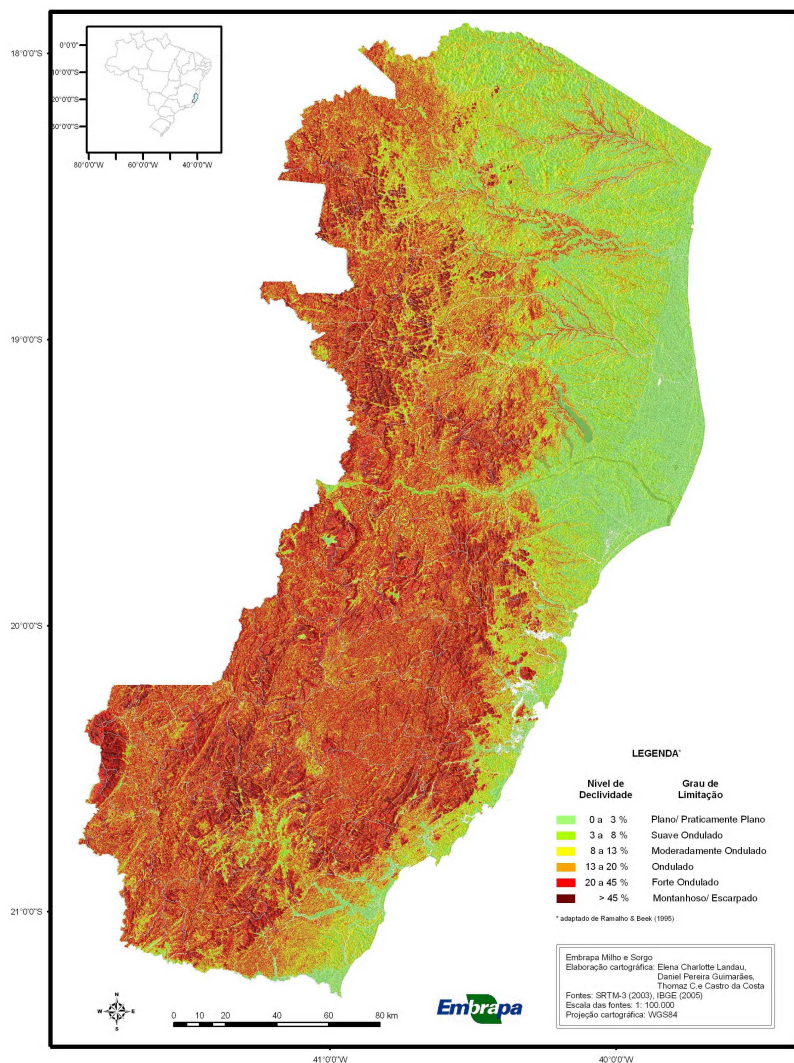 18°0'0"S
19°0'0"S
20°0'0"S
21°0'0"S
41°0'0"W
40°0'0"W
0°0'0"
10°0'0"S
20°0'0"S
80°0'0"W
60°0'0"W
40°0'0"W
LEGENDA*
Nivel de Declividade
Grau de Limitação
0 a 3 % Plano/ Praticamente Plano
3 a 8 % Suave Ondulado
8 a 13 % Moderadamente Ondulado
13 a 20 % Ondulado
20 a 45 % Forte Ondulado
> 45 % Montanhoso/ Escarpado
* adaptado de Ramalho & Beek (1995)
Embrapa Milho e Sorgo
Elaboração cartográfica: Elena Charlotte Landau,
Daniel Pereira Guimarães,
Thomaz C.e Castro da Costa
Fontes: SRTM-3 (2003), IBGE (2005)
Escala das fontes: 1: 100.000
Projeção cartográfica: WGS84
N
W E
S
0 10 20 40 60 80 km
Embrapa